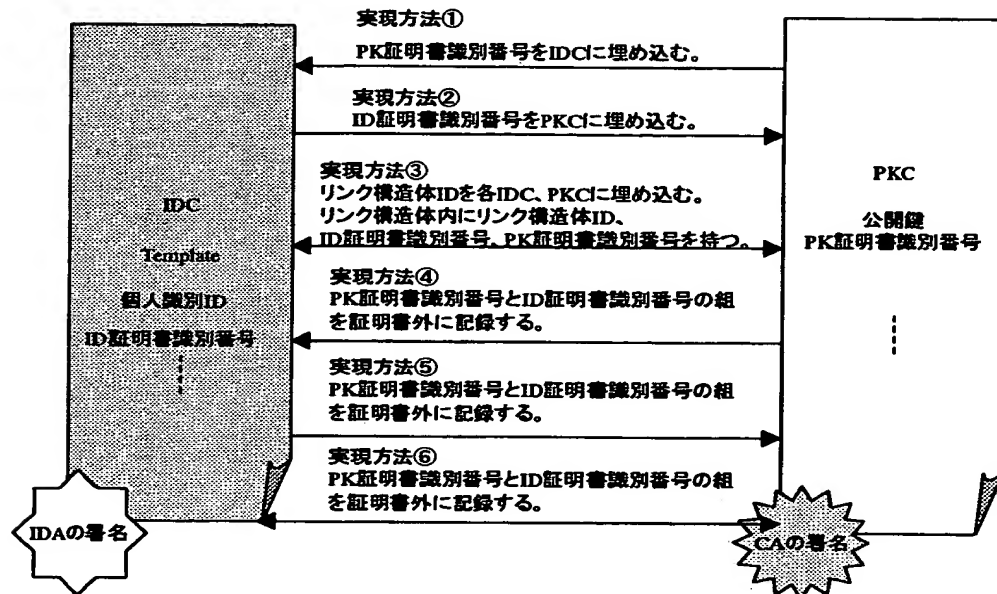 実現方法①
PK証明書識別番号をIDCに埋め込む。
実現方法②
ID証明書識別番号をPKCに埋め込む。
実現方法③
リンク構造体IDを各IDC、PKCに埋め込む。
リンク構造体内にリンク構造体ID、
ID証明書識別番号、PK証明書識別番号を持つ。
実現方法④
PK証明書識別番号とID証明書識別番号の組
を証明書外に記録する。
実現方法⑤
PK証明書識別番号とID証明書識別番号の組
を証明書外に記録する。
実現方法⑥
PK証明書識別番号とID証明書識別番号の組
を証明書外に記録する。
IDC
Template
個人識別ID
ID証明書識別番号
IDAの署名
PKC
公開鍵
PK証明書識別番号
CAの署名